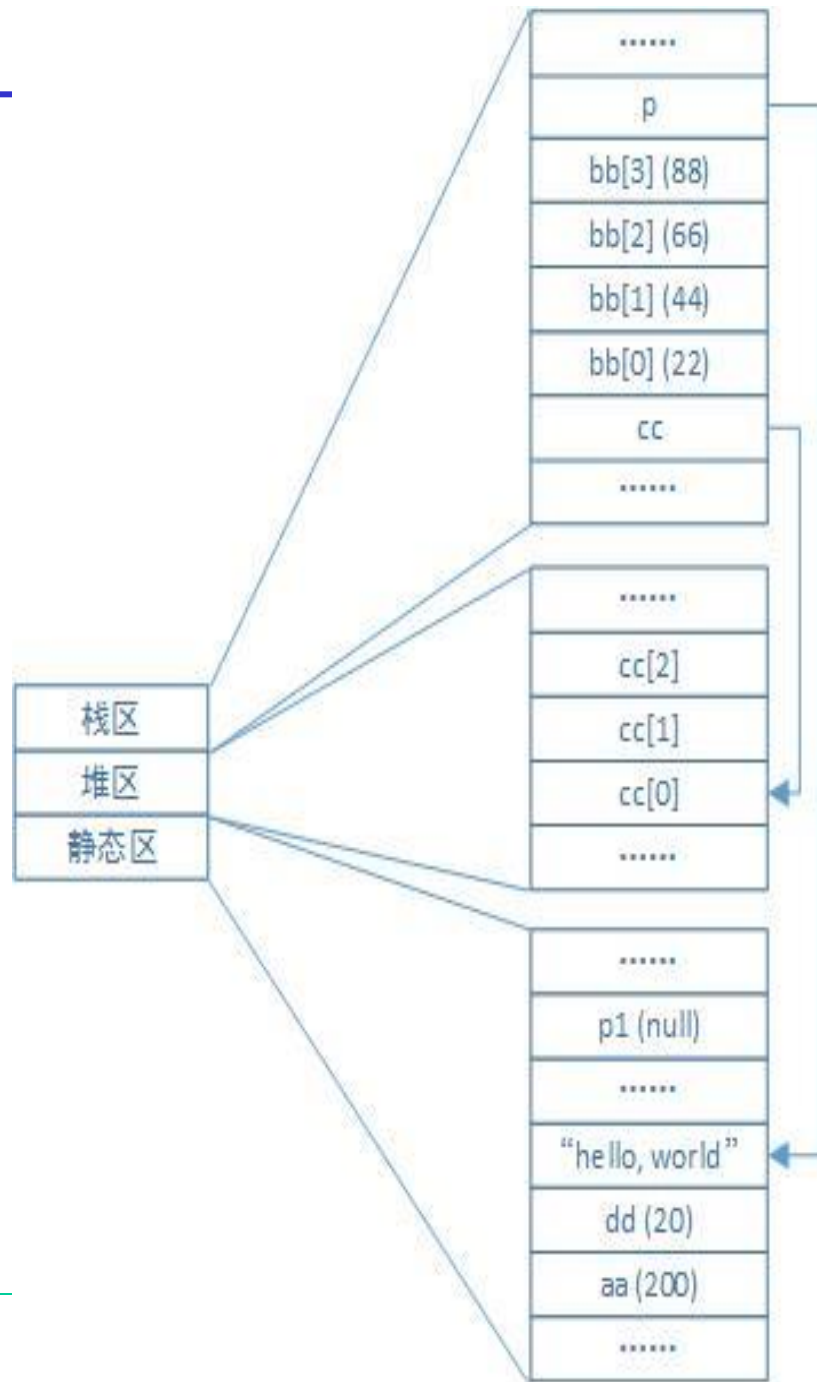 ……
p
bb[3] (88)
bb[2] (66)
bb[1] (44)
bb[0] (22)
cc
……
……
cc[2]
cc[1]
cc[0]
……
栈区
堆区
静态区
……
p1 (null)
……
“hello, world”
dd (20)
aa (200)
……